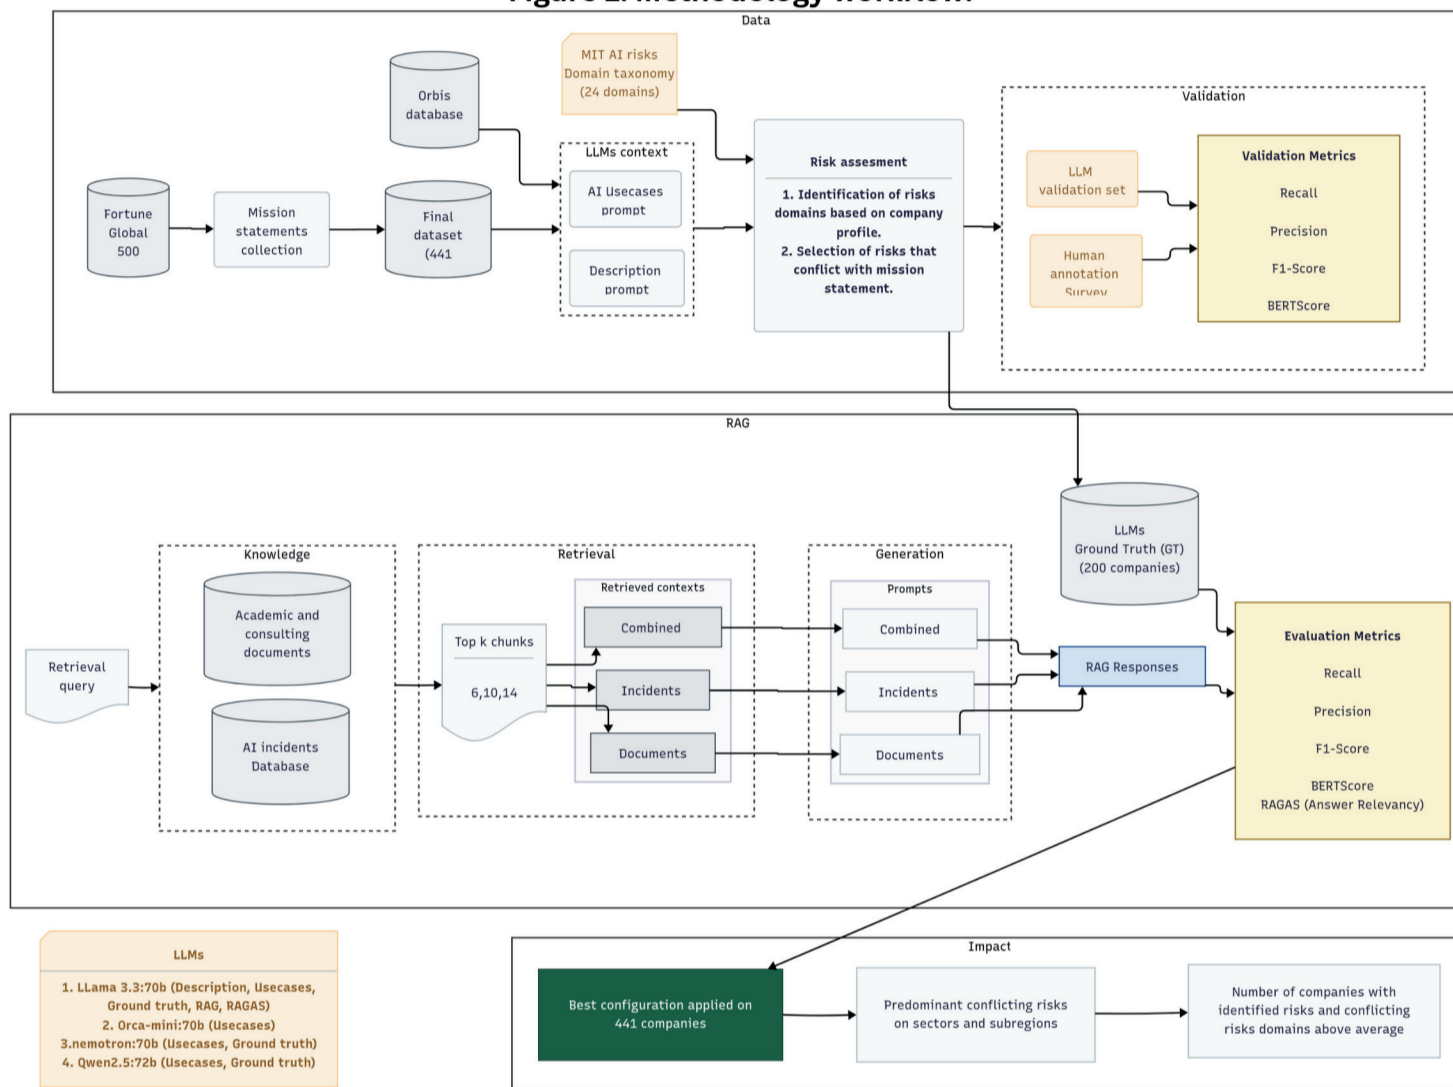 Figure 2. Methodology Workflow.
Data
Orbis
database
MIT AI risks
Domain taxonomy
(24 domains)
Fortune
Global
500
Mission
statements
collection
Final
dataset
(441
LLMs context
AI Usecases
prompt
Description
prompt
Risk assesment
1. Identification of risks
domains based on company
profile.
2. Selection of risks that
conflict with mission
statement.
Validation
LLM
validation set
Human
annotation
Survey
Validation Metrics
Recall
Precision
F1-Score
BERTScore
RAG
Retrieval
query
Knowledge
Academic and
consulting
documents
AI incidents
Database
Retrieval
Top k chunks
6,10,14
Retrieved contexts
Combined
Incidents
Documents
Generation
Prompts
Combined
Incidents
Documents
LLMs
Ground Truth (GT)
(200 companies)
RAG Responses
Evaluation Metrics
Recall
Precision
F1-Score
BERTScore
RAGAS (Answer Relevancy)
LLMs
1. LLama 3.3:70b (Description, Usecases,
Ground truth, RAG, RAGAS)
2. Orca-mini:70b (Usecases)
3.nemotron:70b (Usecases, Ground truth)
4. Qwen2.5:72b (Usecases, Ground truth)
Impact
Best configuration applied on
441 companies
Predominant conflicting risks
on sectors and subregions
Number of companies with
identified risks and conflicting
risks domains above average